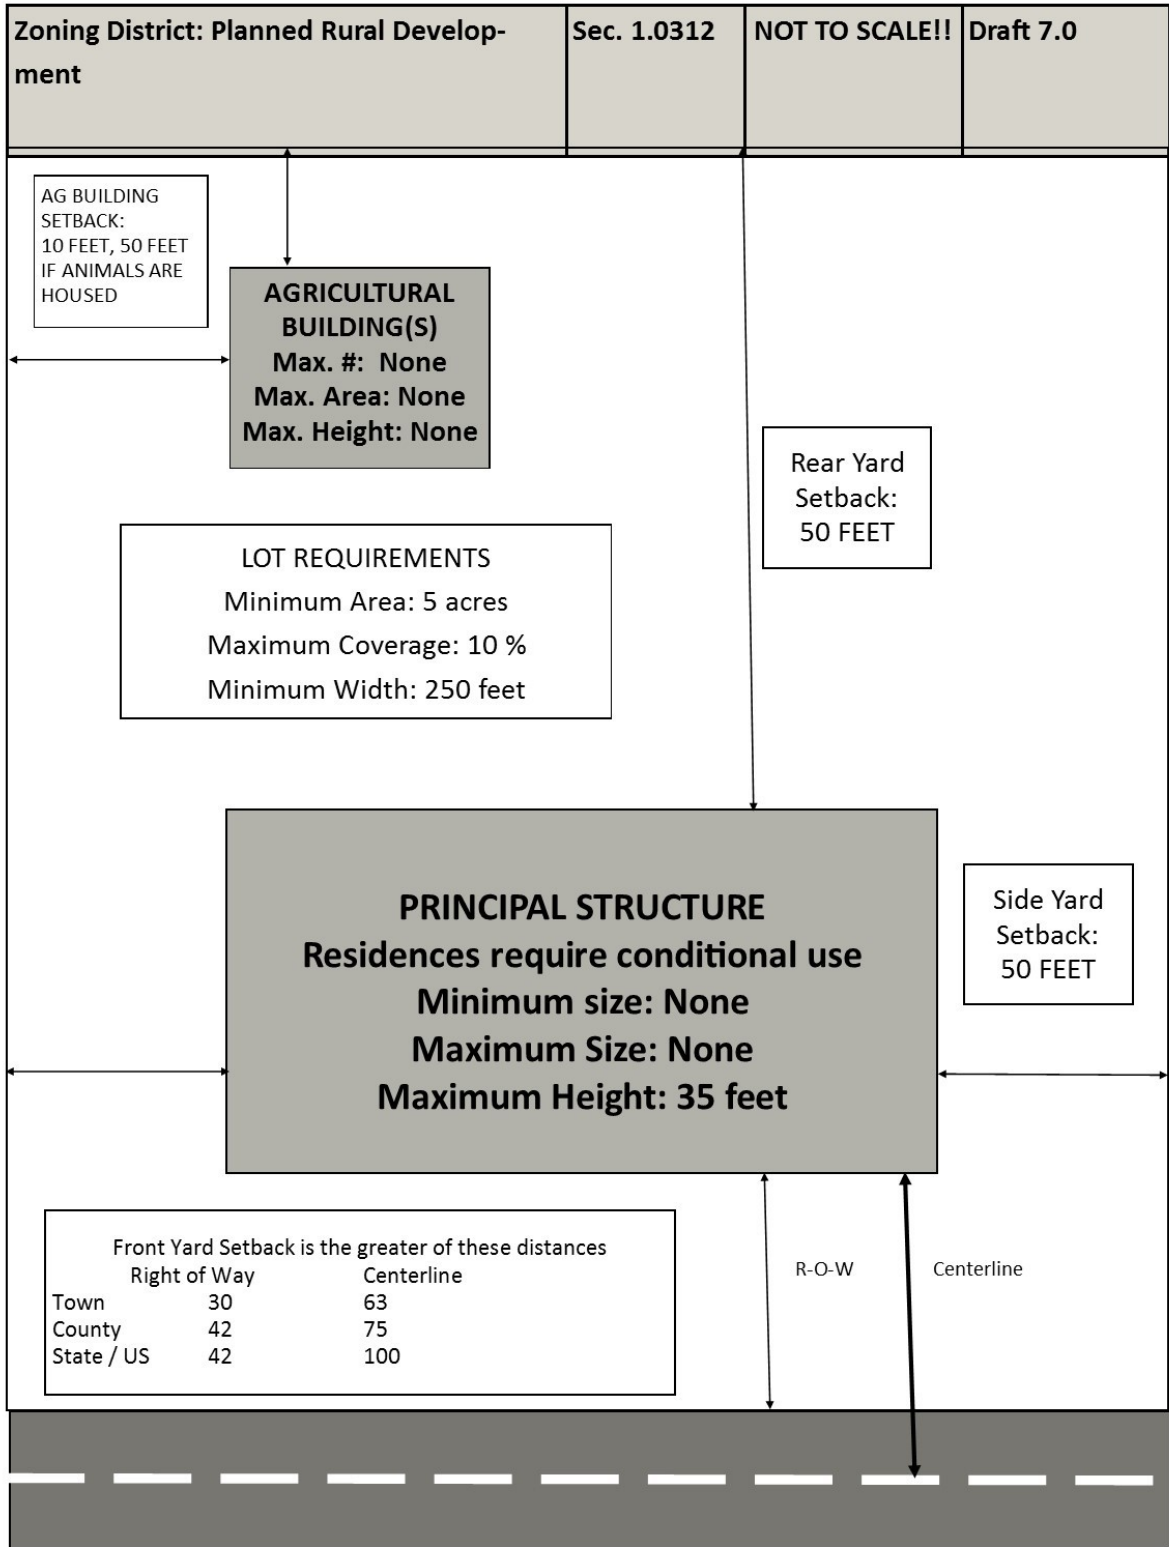 Zoning District: Planned Rural Develop-
ment
Sec. 1.0312
NOT TO SCALE!!
Draft 7.0
AG BUILDING
SETBACK:
10 FEET, 50 FEET
IF ANIMALS ARE
HOUSED
AGRICULTURAL
BUILDING(S)
Max. #: None
Max. Area: None
Max. Height: None
Rear Yard
Setback:
50 FEET
LOT REQUIREMENTS
Minimum Area: 5 acres
Maximum Coverage: 10 %
Minimum Width: 250 feet
PRINCIPAL STRUCTURE
Residences require conditional use
Minimum size: None
Maximum Size: None
Maximum Height: 35 feet
Side Yard
Setback:
50 FEET
Front Yard Setback is the greater of these distances
Right of Way Centerline
Town 30 63
County 42 75
State / US 42 100
R-O-W
Centerline